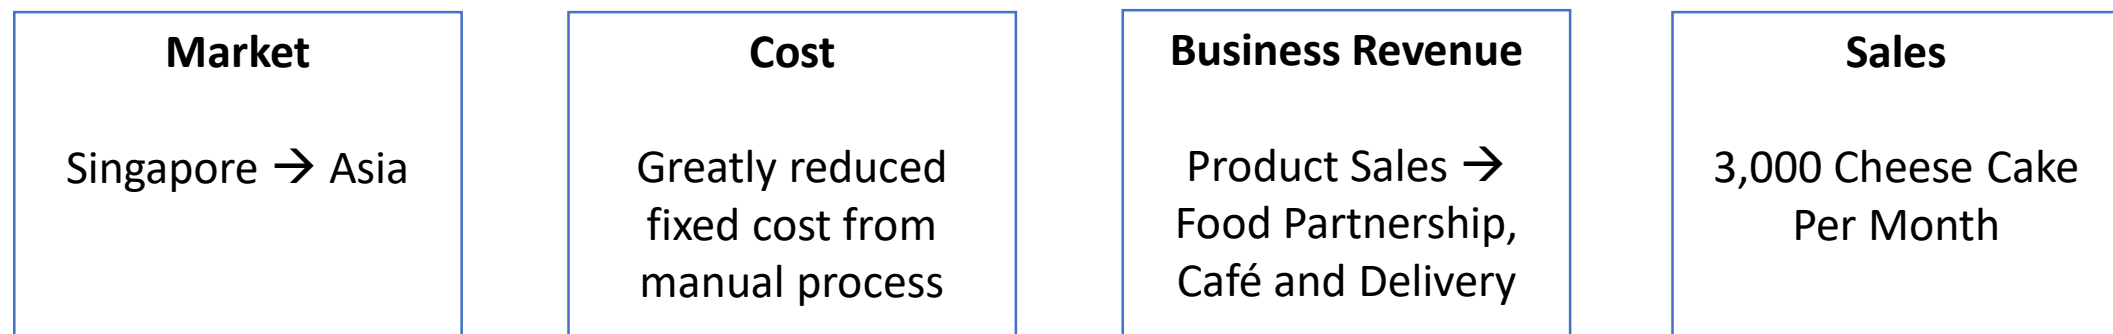 Market
Singapore → Asia
Cost
Greatly reduced
fixed cost from
manual process
Business Revenue
Product Sales →
Food Partnership,
Café and Delivery
Sales
3,000 Cheese Cake
Per Month